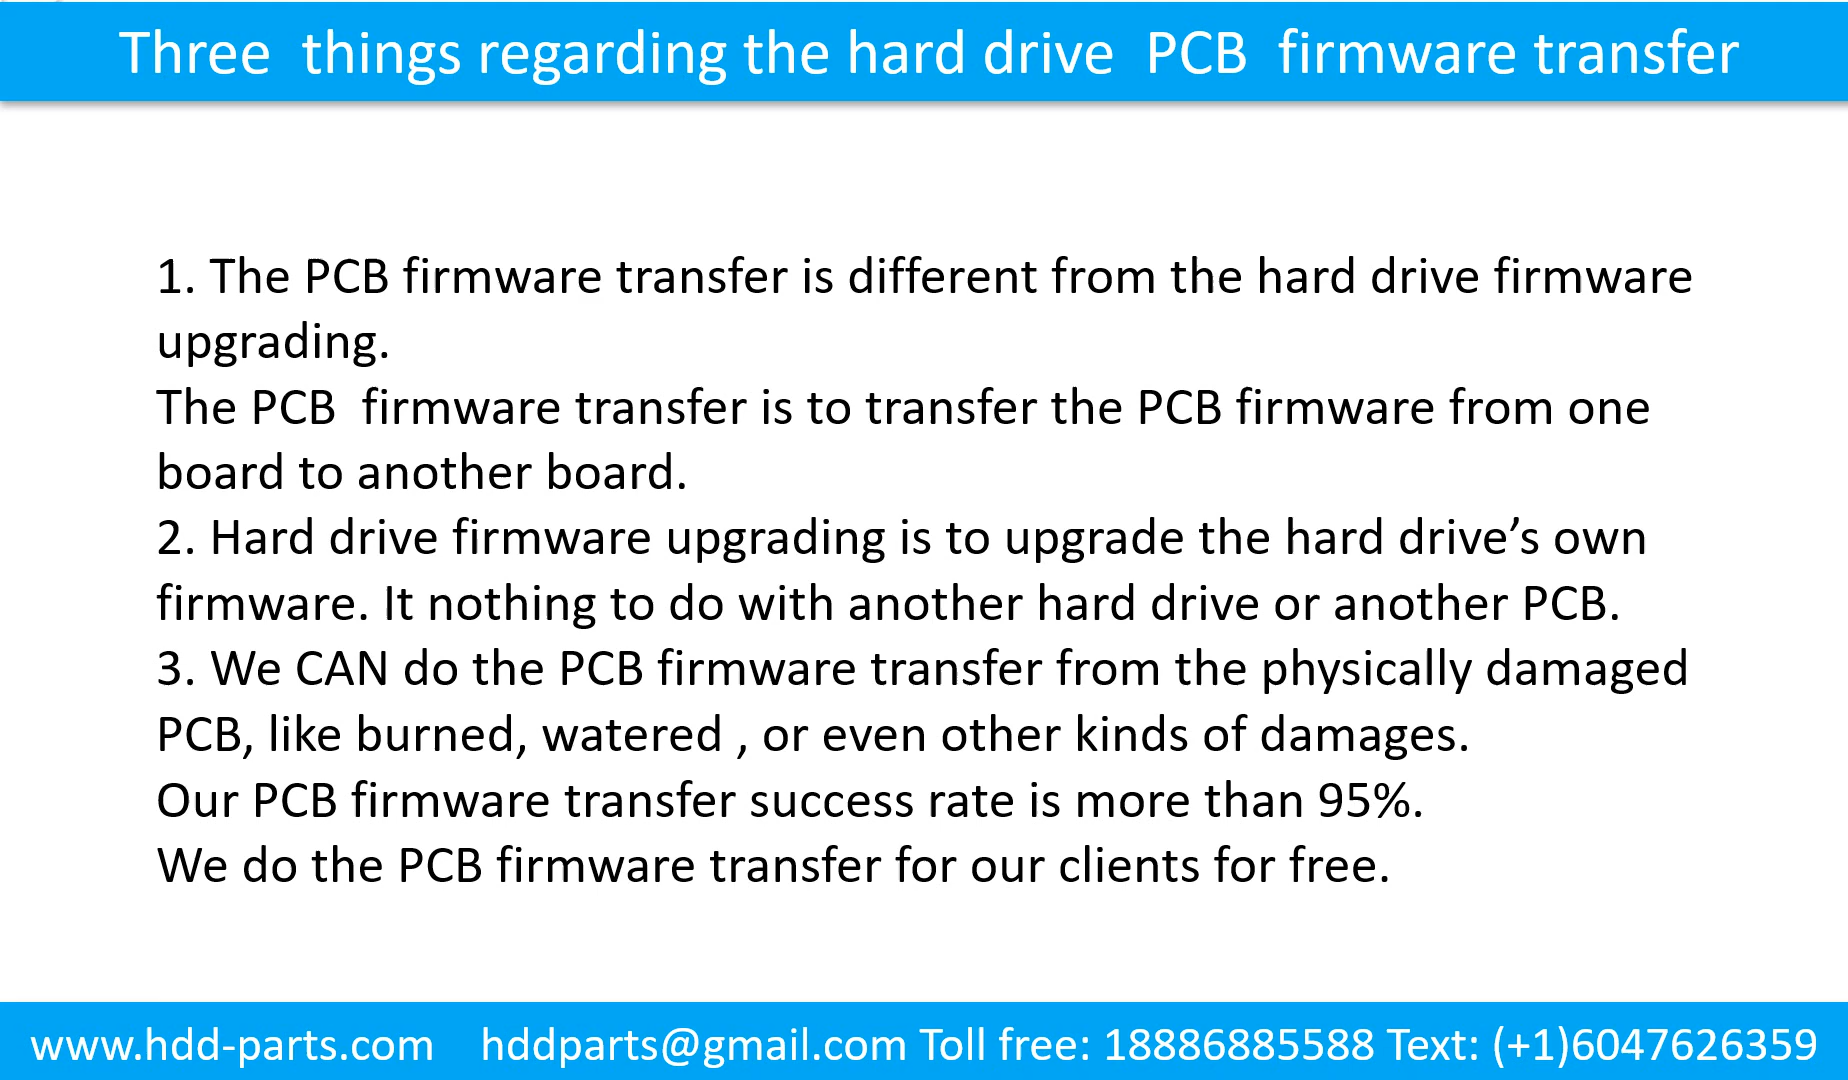 Three things regarding the hard drive PCB firmware transfer
1. The PCB firmware transfer is different from the hard drive firmware
upgrading.
The PCB firmware transfer is to transfer the PCB firmware from one
board to another board.
2. Hard drive firmware upgrading is to upgrade the hard drive’s own
firmware. It nothing to do with another hard drive or another PCB.
3. We CAN do the PCB firmware transfer from the physically damaged
PCB, like burned, watered , or even other kinds of damages.
Our PCB firmware transfer success rate is more than 95%.
We do the PCB firmware transfer for our clients for free.
www.hdd-parts.com hddparts@gmail.com Toll free: 18886885588 Text: (+1)6047626359